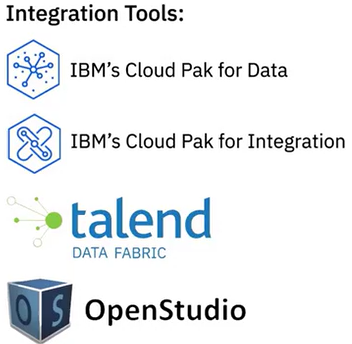 Integration Tools:
IBM's Cloud Pak for Data
IBM's Cloud Pak for Integration
talend
DATA FABRIC
OS OpenStudio